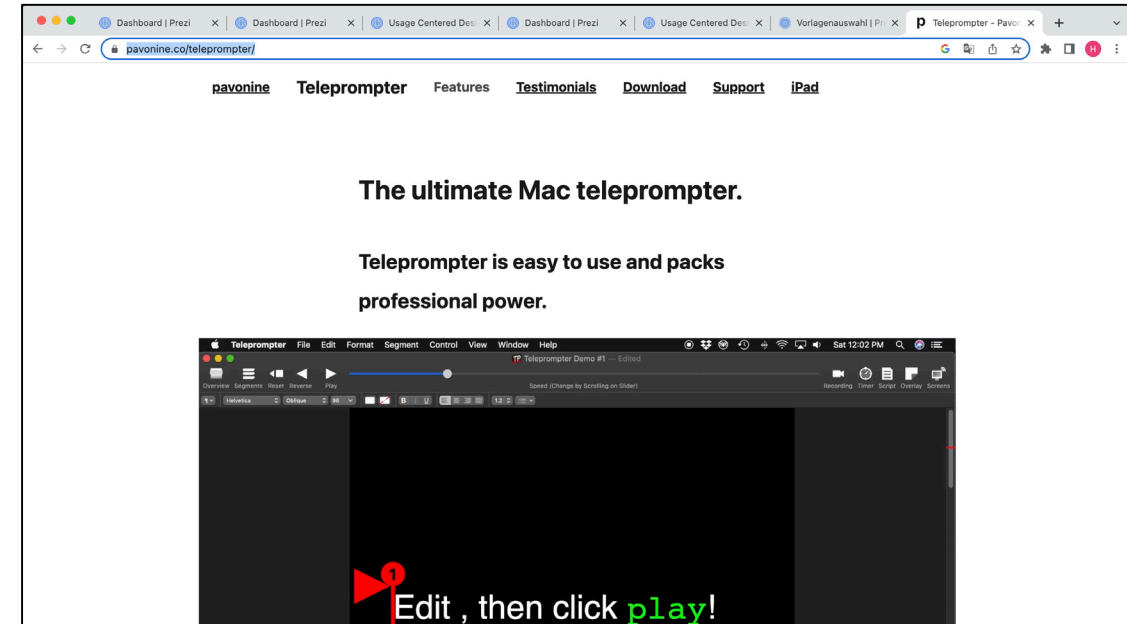 Dashboard | Prezi
Dashboard | Prezi
Usage Centered Des
Dashboard | Prezi
Usage Centered Des
Vorlagenauswahl | Pr
p Teleprompter - Pavon
pavonine.co/teleprompter/
G
H
pavonine Teleprompter Features Testimonials Download Support iPad
The ultimate Mac teleprompter.
Teleprompter is easy to use and packs
professional power.
Teleprompter File Edit Format Segment Control View Window Help Sat 12:02 PM
Teleprompter Demo #1 — Edited
Overview Segments Reset Reverse Play Speed (Change by Scrolling on Slider) Recording Timer Script Overlay Screens
Helvetica Oblique 98 B I U 1.2
1
Edit , then click play!